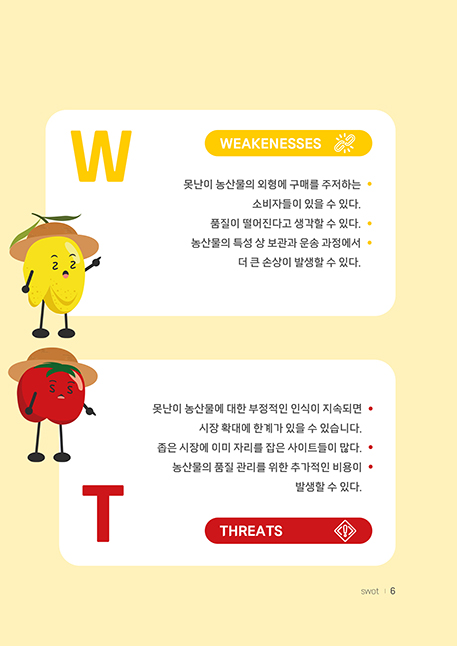 W
WEAKENESSES
못난이 농산물의 외형에 구매를 주저하는 •
소비자들이 있을 수 있다.
품질이 떨어진다고 생각할 수 있다. •
농산물의 특성 상 보관과 운송 과정에서 •
더 큰 손상이 발생할 수 있다.
못난이 농산물에 대한 부정적인 인식이 지속되면 •
시장 확대에 한계가 있을 수 있습니다.
좁은 시장에 이미 자리를 잡은 사이트들이 많다. •
농산물의 품질 관리를 위한 추가적인 비용이 •
발생할 수 있다.
T
THREATS
swot | 6